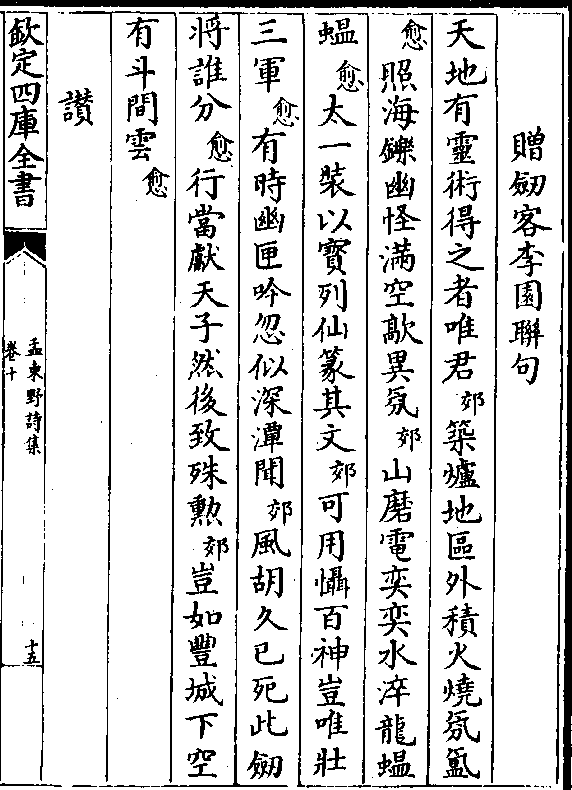 贈劒客李園聨句
天地有靈術得之者唯君郊築爐地區外積火燒氛氳
愈照海鑠幽怪滿空歊異氛郊山磨電奕奕水淬龍蝹
蝹愈太一裝以寳列仙篆其文郊可用懾百神豈唯壯
三軍愈有時幽匣吟忽似深潭聞郊風胡久已死此劒
將誰分愈行當獻天子然後致殊勲郊豈如豐城下空
有斗間雲愈
讃
欽定四庫全書
孟東野詩集
卷十
十五